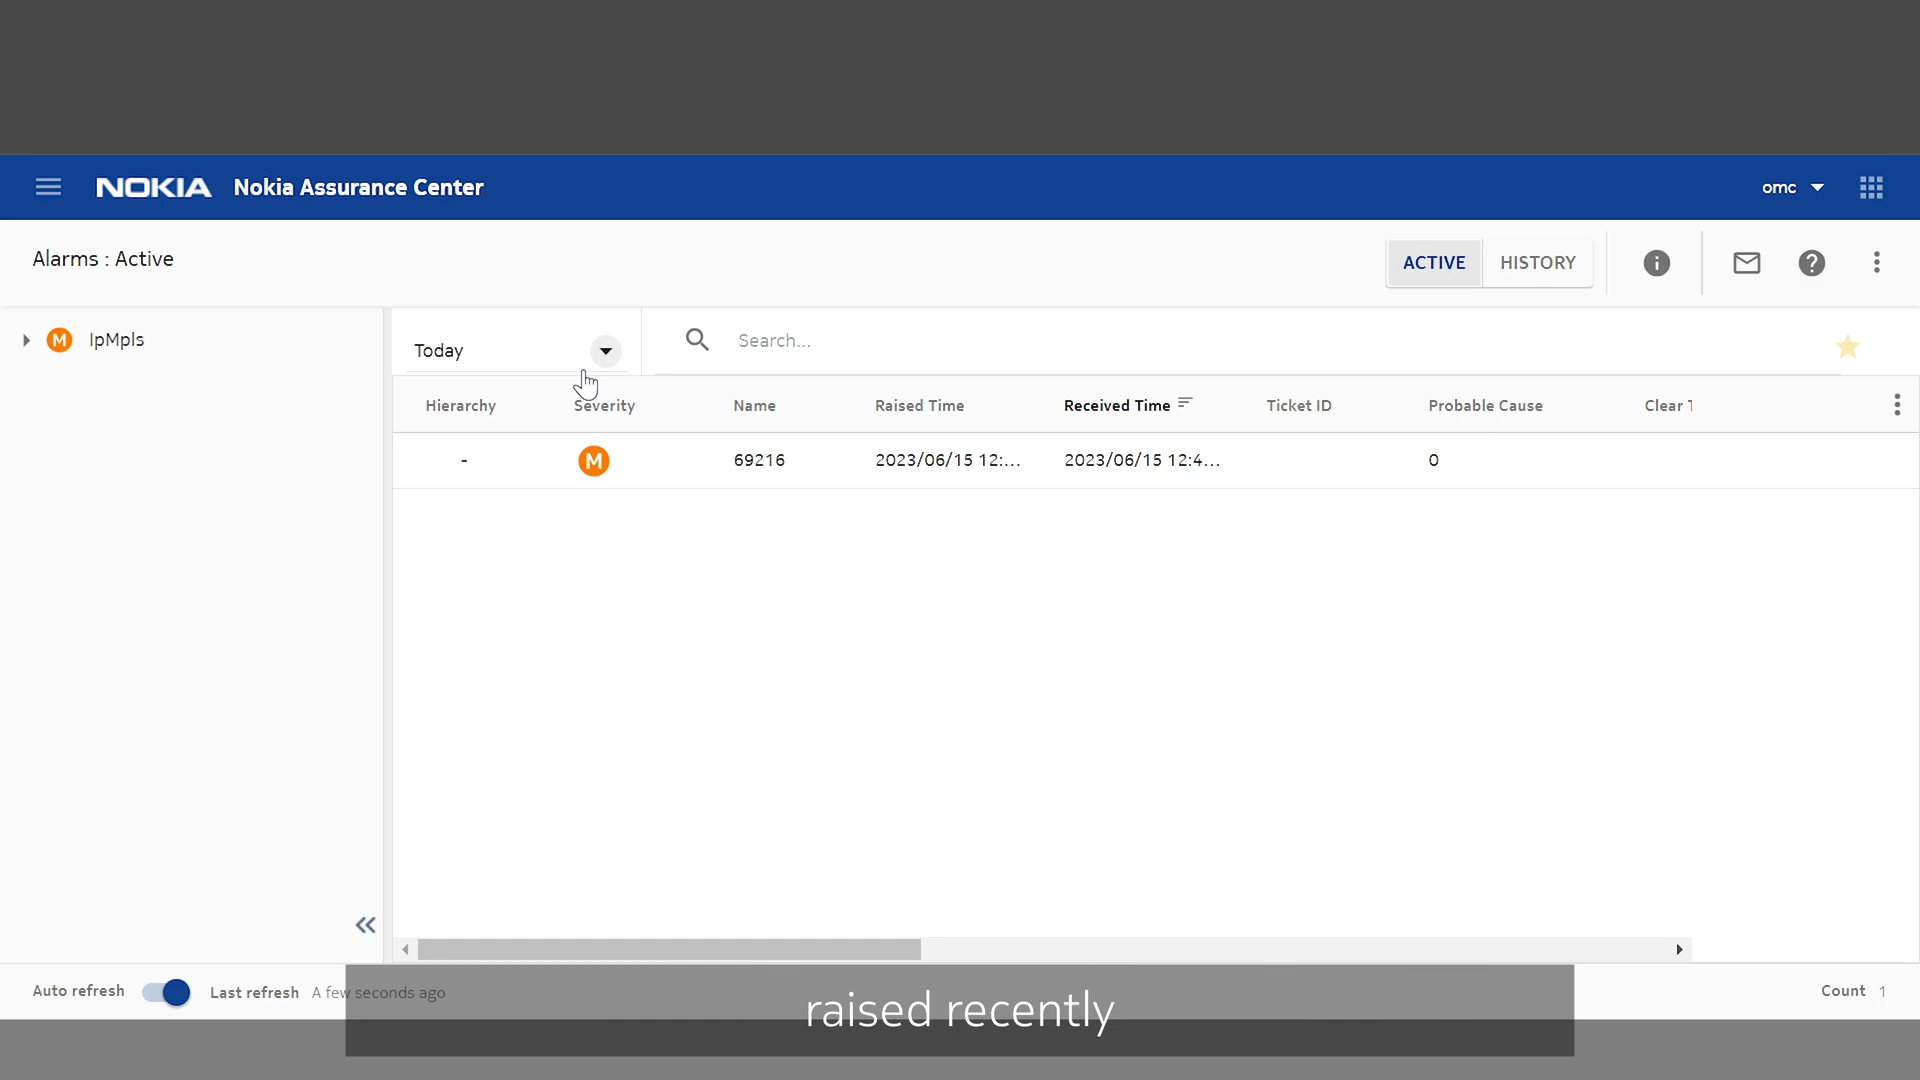 NOKIA Nokia Assurance Center omc
Alarms : Active ACTIVE HISTORY
M IpMpls
Today Search...
Hierarchy Severity Name Raised Time Received Time Ticket ID Probable Cause Clear T
- M 69216 2023/06/15 12:... 2023/06/15 12:4... 0
Auto refresh Last refresh A few seconds ago Count 1
raised recently